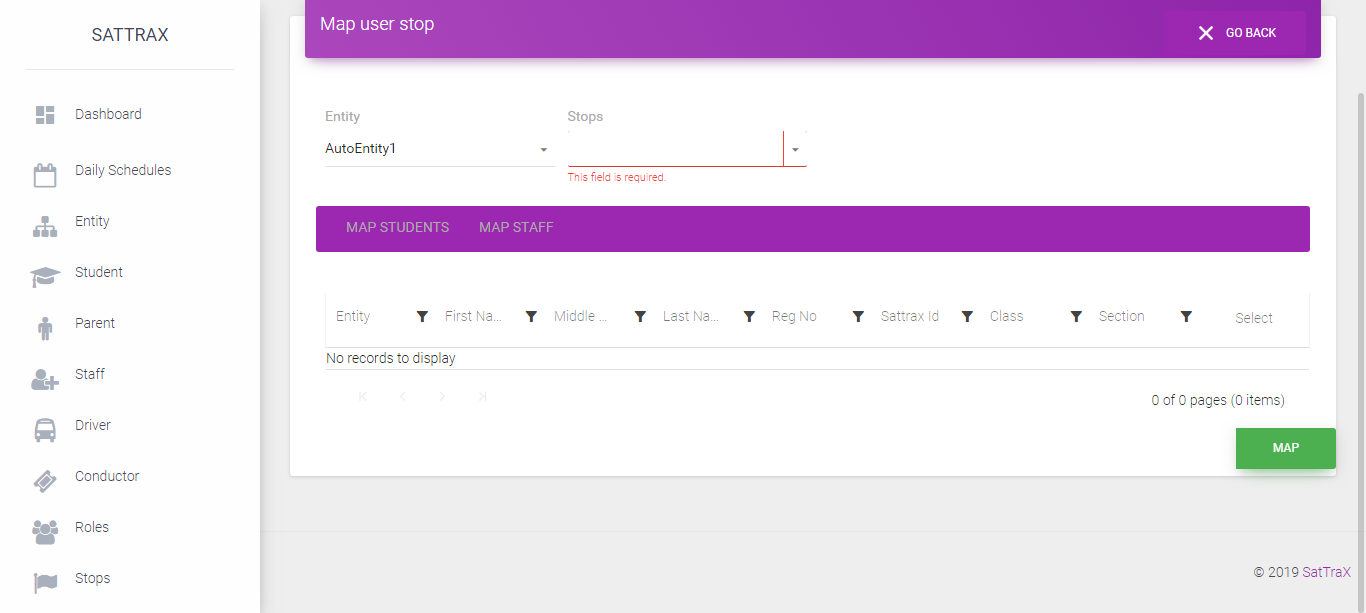 SATTRAX
Dashboard
Daily Schedules
Entity
Student
Parent
Staff
Driver
Conductor
Roles
Stops
Map user stop
GO BACK
Entity Stops
AutoEntity1
This field is required.
MAP STUDENTS MAP STAFF
Entity First Na... Middle ... Last Na... Reg No Sattrax Id Class Section Select
No records to display
0 of 0 pages (0 items)
MAP
© 2019 SatTraX